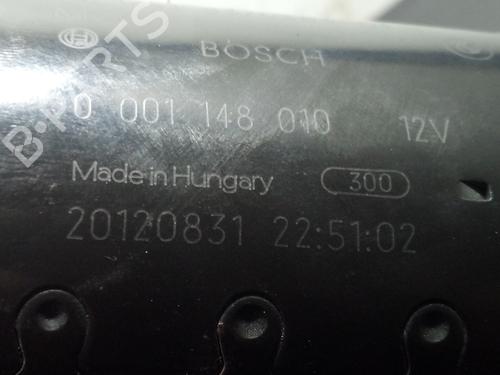 BOSCH
0 001 148 010 12V
Made in Hungary 300
20120831 22:51:02
B-PARTS